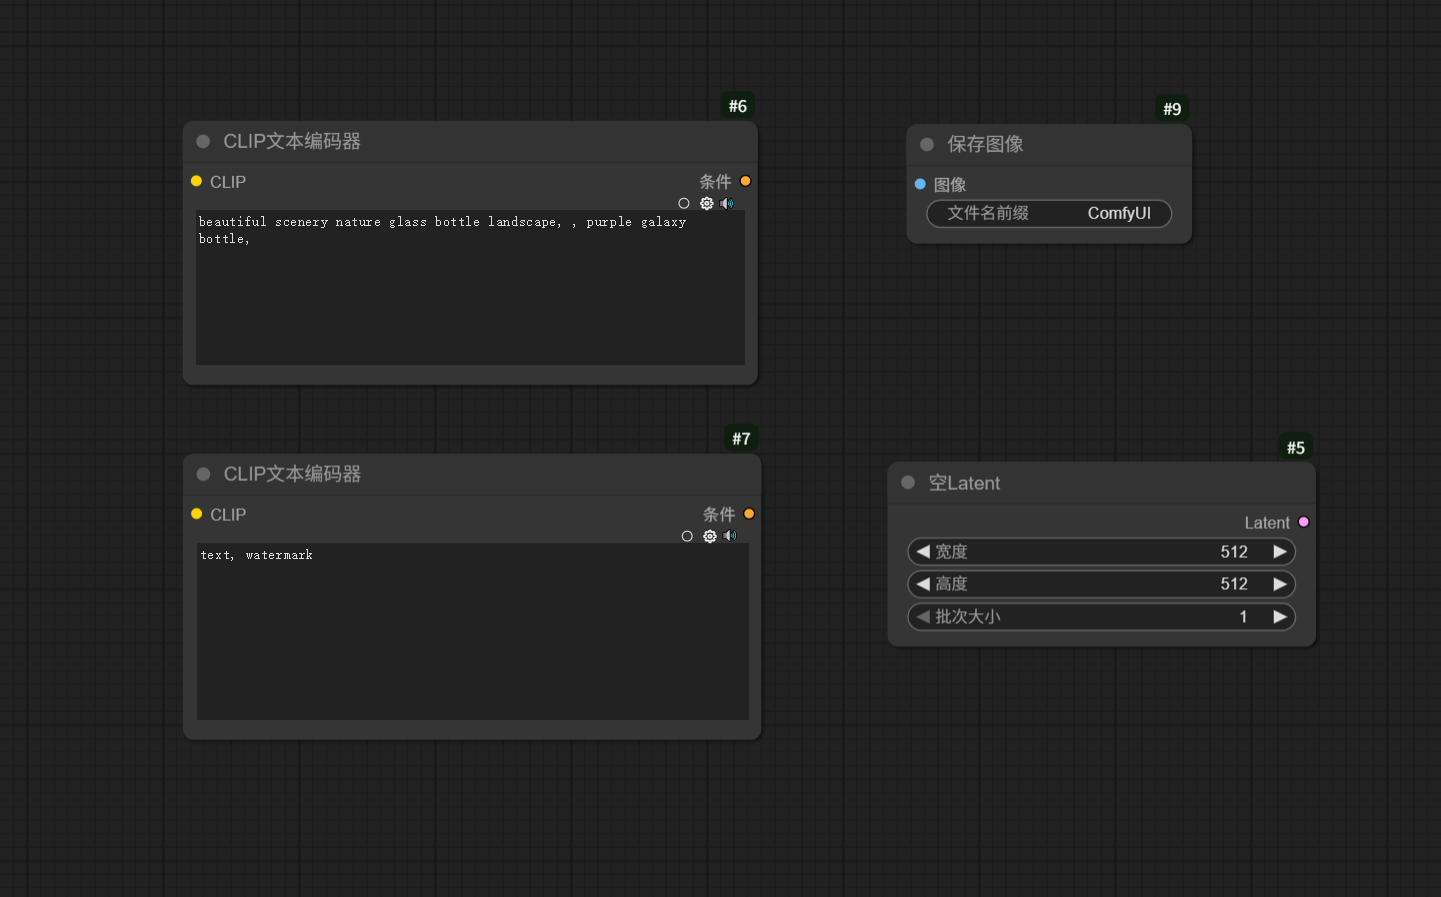 #6
CLIP文本编码器
CLIP
条件
beautiful scenery nature glass bottle landscape, , purple galaxy
bottle,
#9
保存图像
图像
文件名前缀 ComfyUI
#7
CLIP文本编码器
CLIP
条件
text, watermark
#5
空Latent
Latent
宽度 512
高度 512
批次大小 1